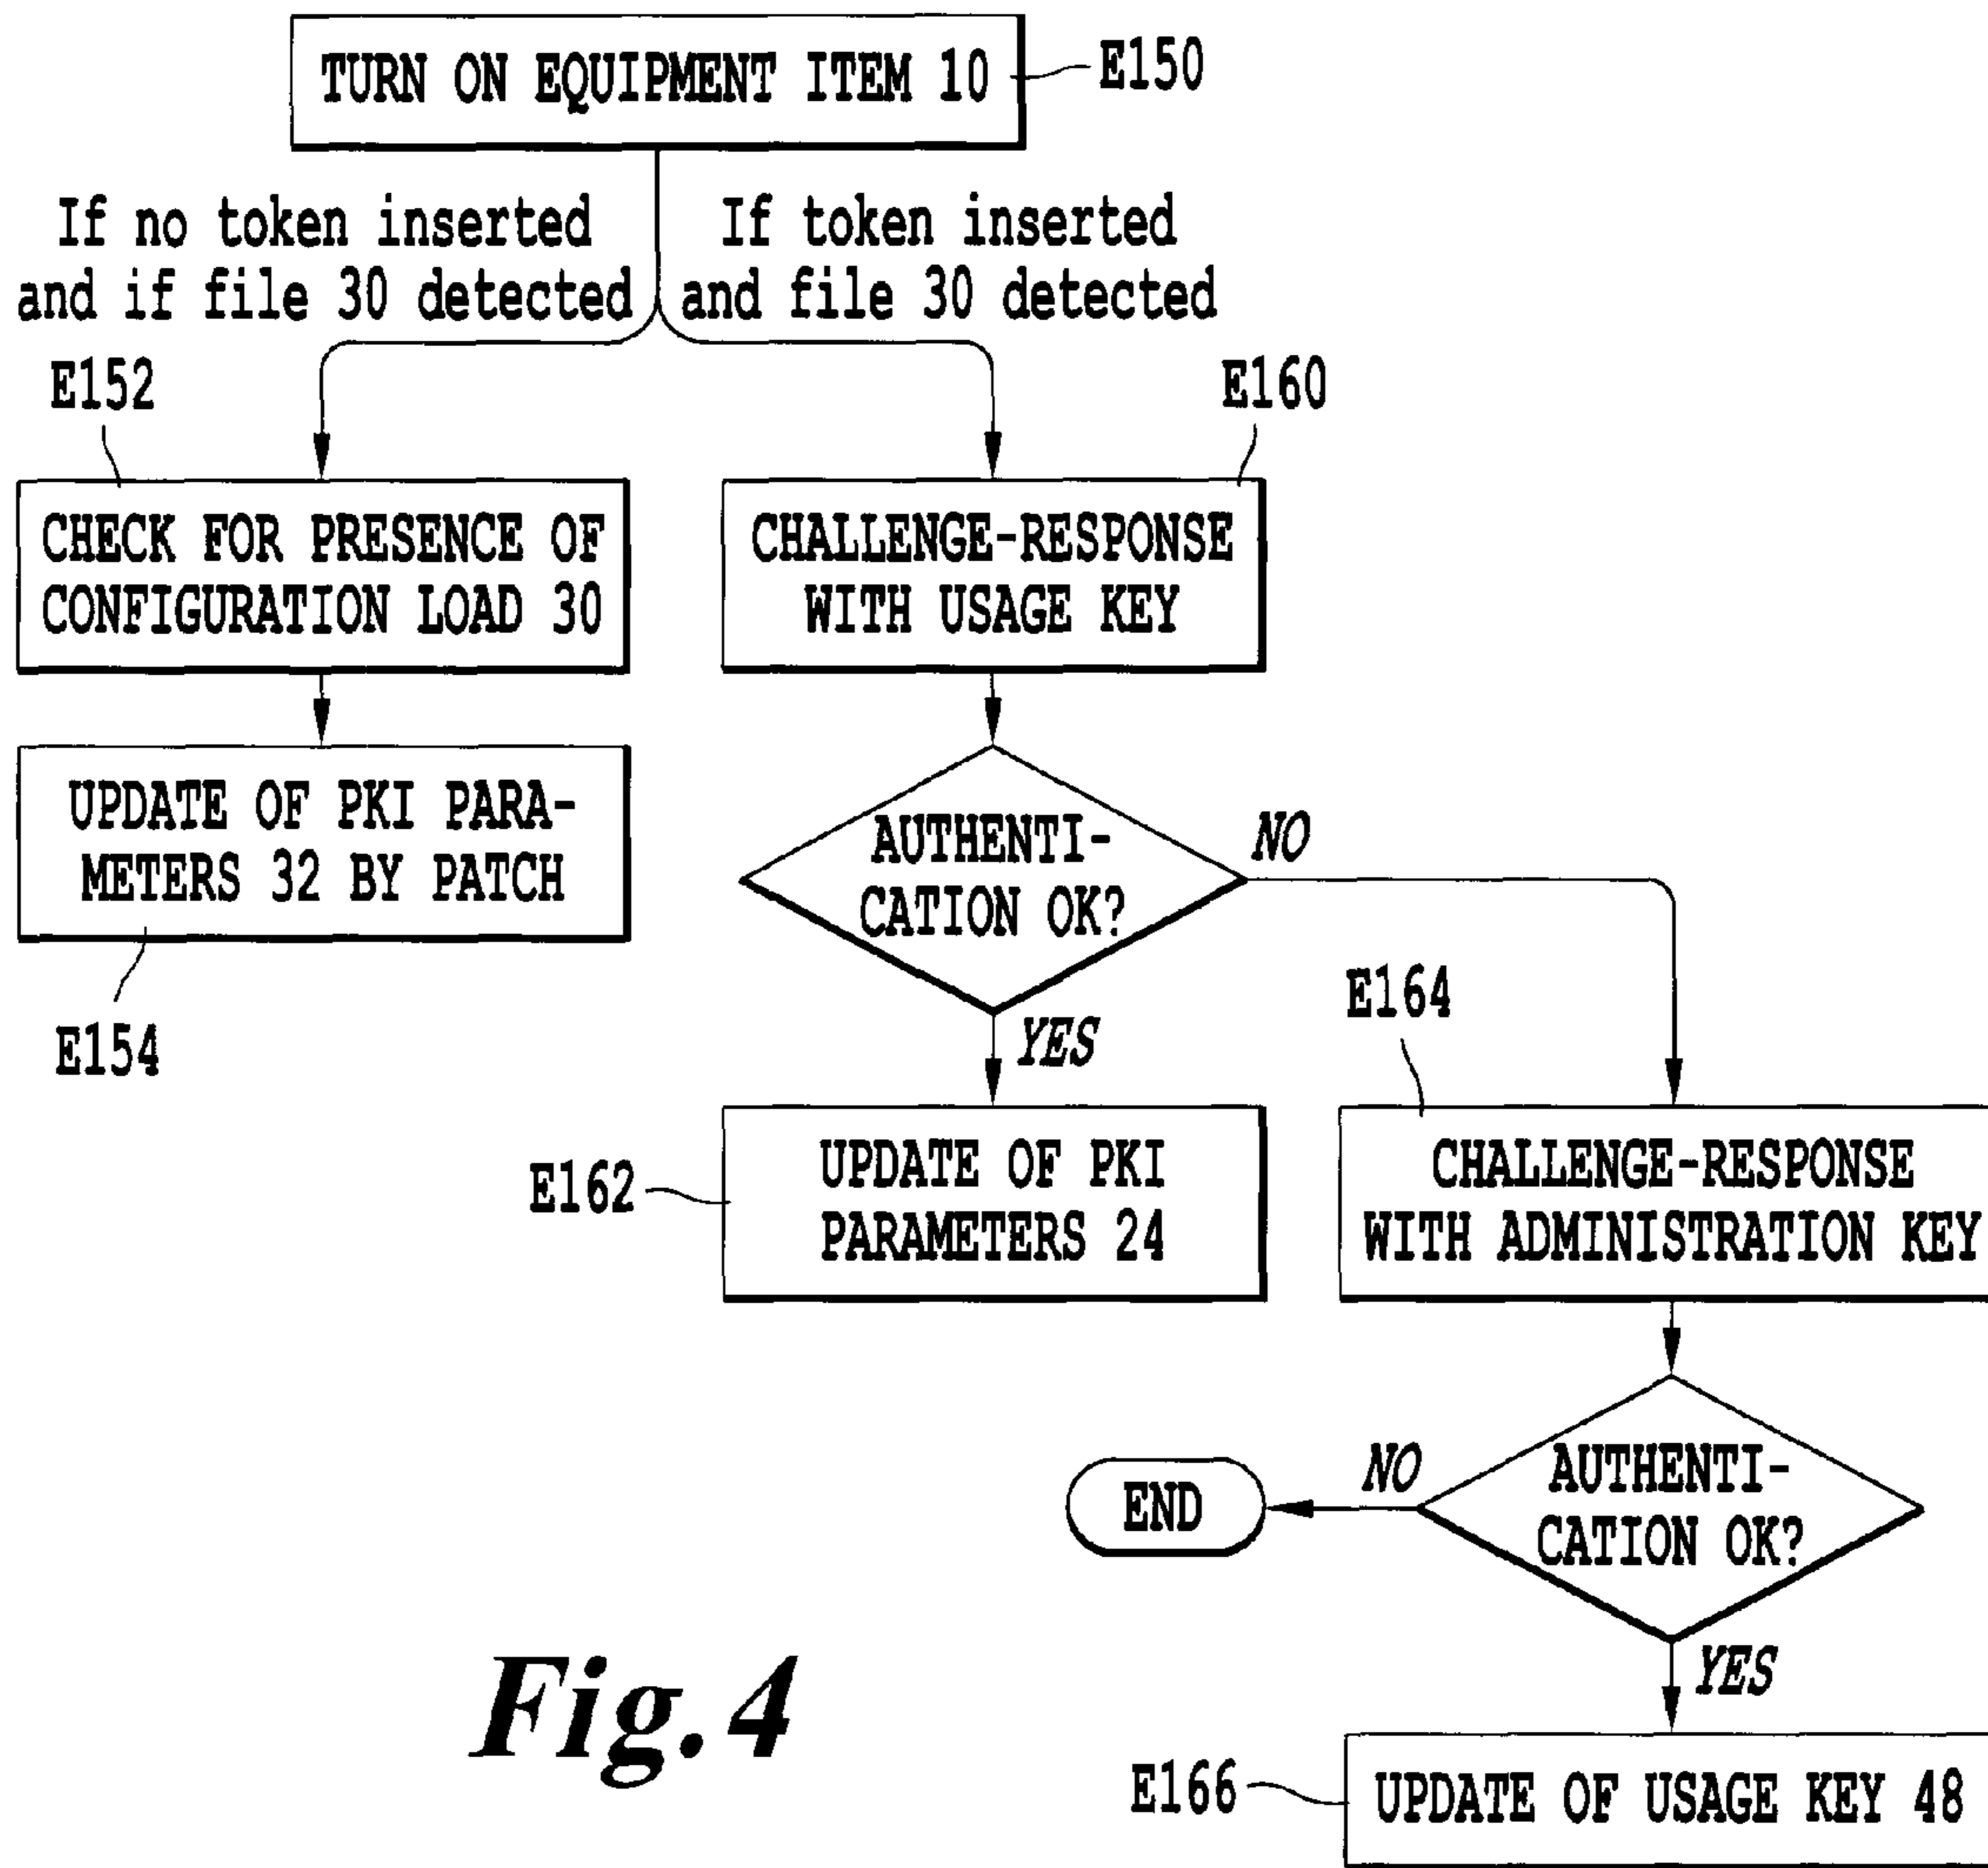 TURN ON EQUIPMENT ITEM 10
E150
If no token inserted
and if file 30 detected
If token inserted
and file 30 detected
E152
E160
CHECK FOR PRESENCE OF
CONFIGURATION LOAD 30
CHALLENGE-RESPONSE
WITH USAGE KEY
UPDATE OF PKI PARA-
METERS 32 BY PATCH
E154
AUTHENTI-
CATION OK?
NO
YES
E164
E162
UPDATE OF PKI
PARAMETERS 24
CHALLENGE-RESPONSE
WITH ADMINISTRATION KEY
END
NO
AUTHENTI-
CATION OK?
YES
E166
UPDATE OF USAGE KEY 48
Fig.4